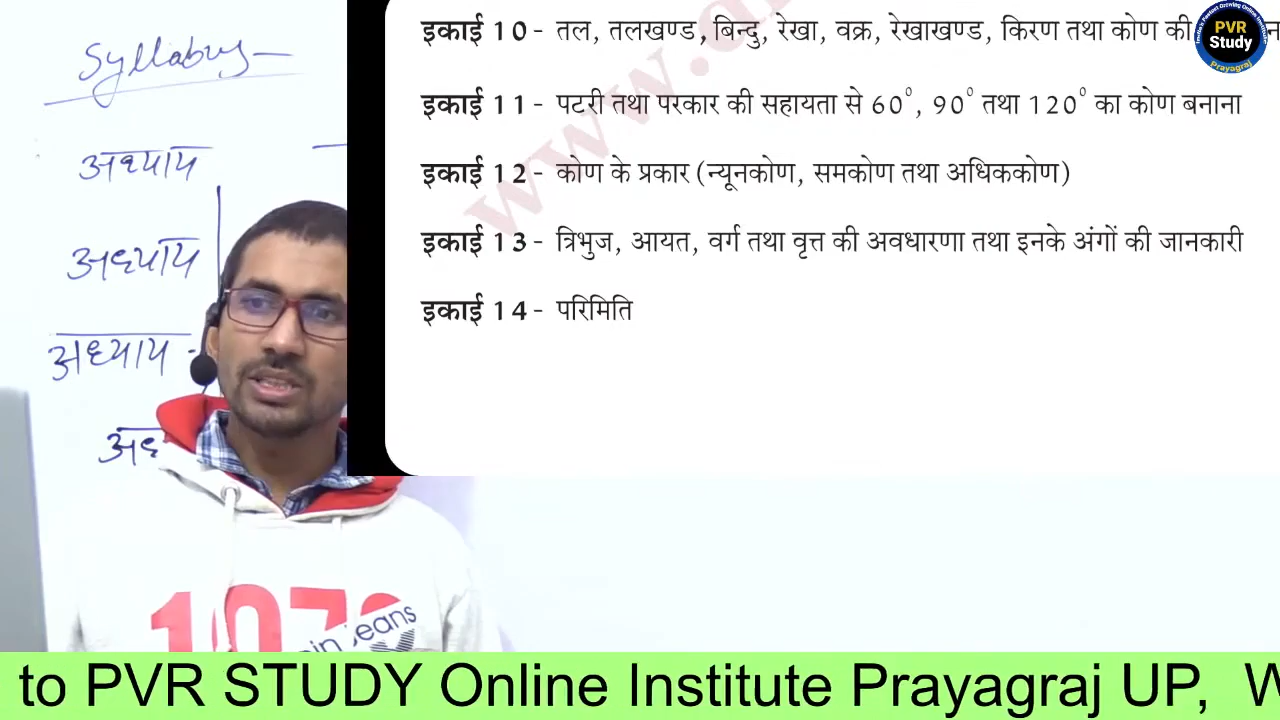 Syllabus
अध्याय
अध्याय
अध्याय
इकाई 10- तल, तलखण्ड, बिन्दु, रेखा, वक्र, रेखाखण्ड, किरण तथा कोण की
इकाई 11- पटरी तथा परकार की सहायता से 60°, 90° तथा 120° का कोण बनाना
इकाई 12- कोण के प्रकार (न्यूनकोण, समकोण तथा अधिककोण)
इकाई 13- त्रिभुज, आयत, वर्ग तथा वृत्त की अवधारणा तथा इनके अंगों की जानकारी
इकाई 14- परिमिति
www.
PVR
Study
Prayagraj
jeans
to PVR STUDY Online Institute Prayagraj UP,